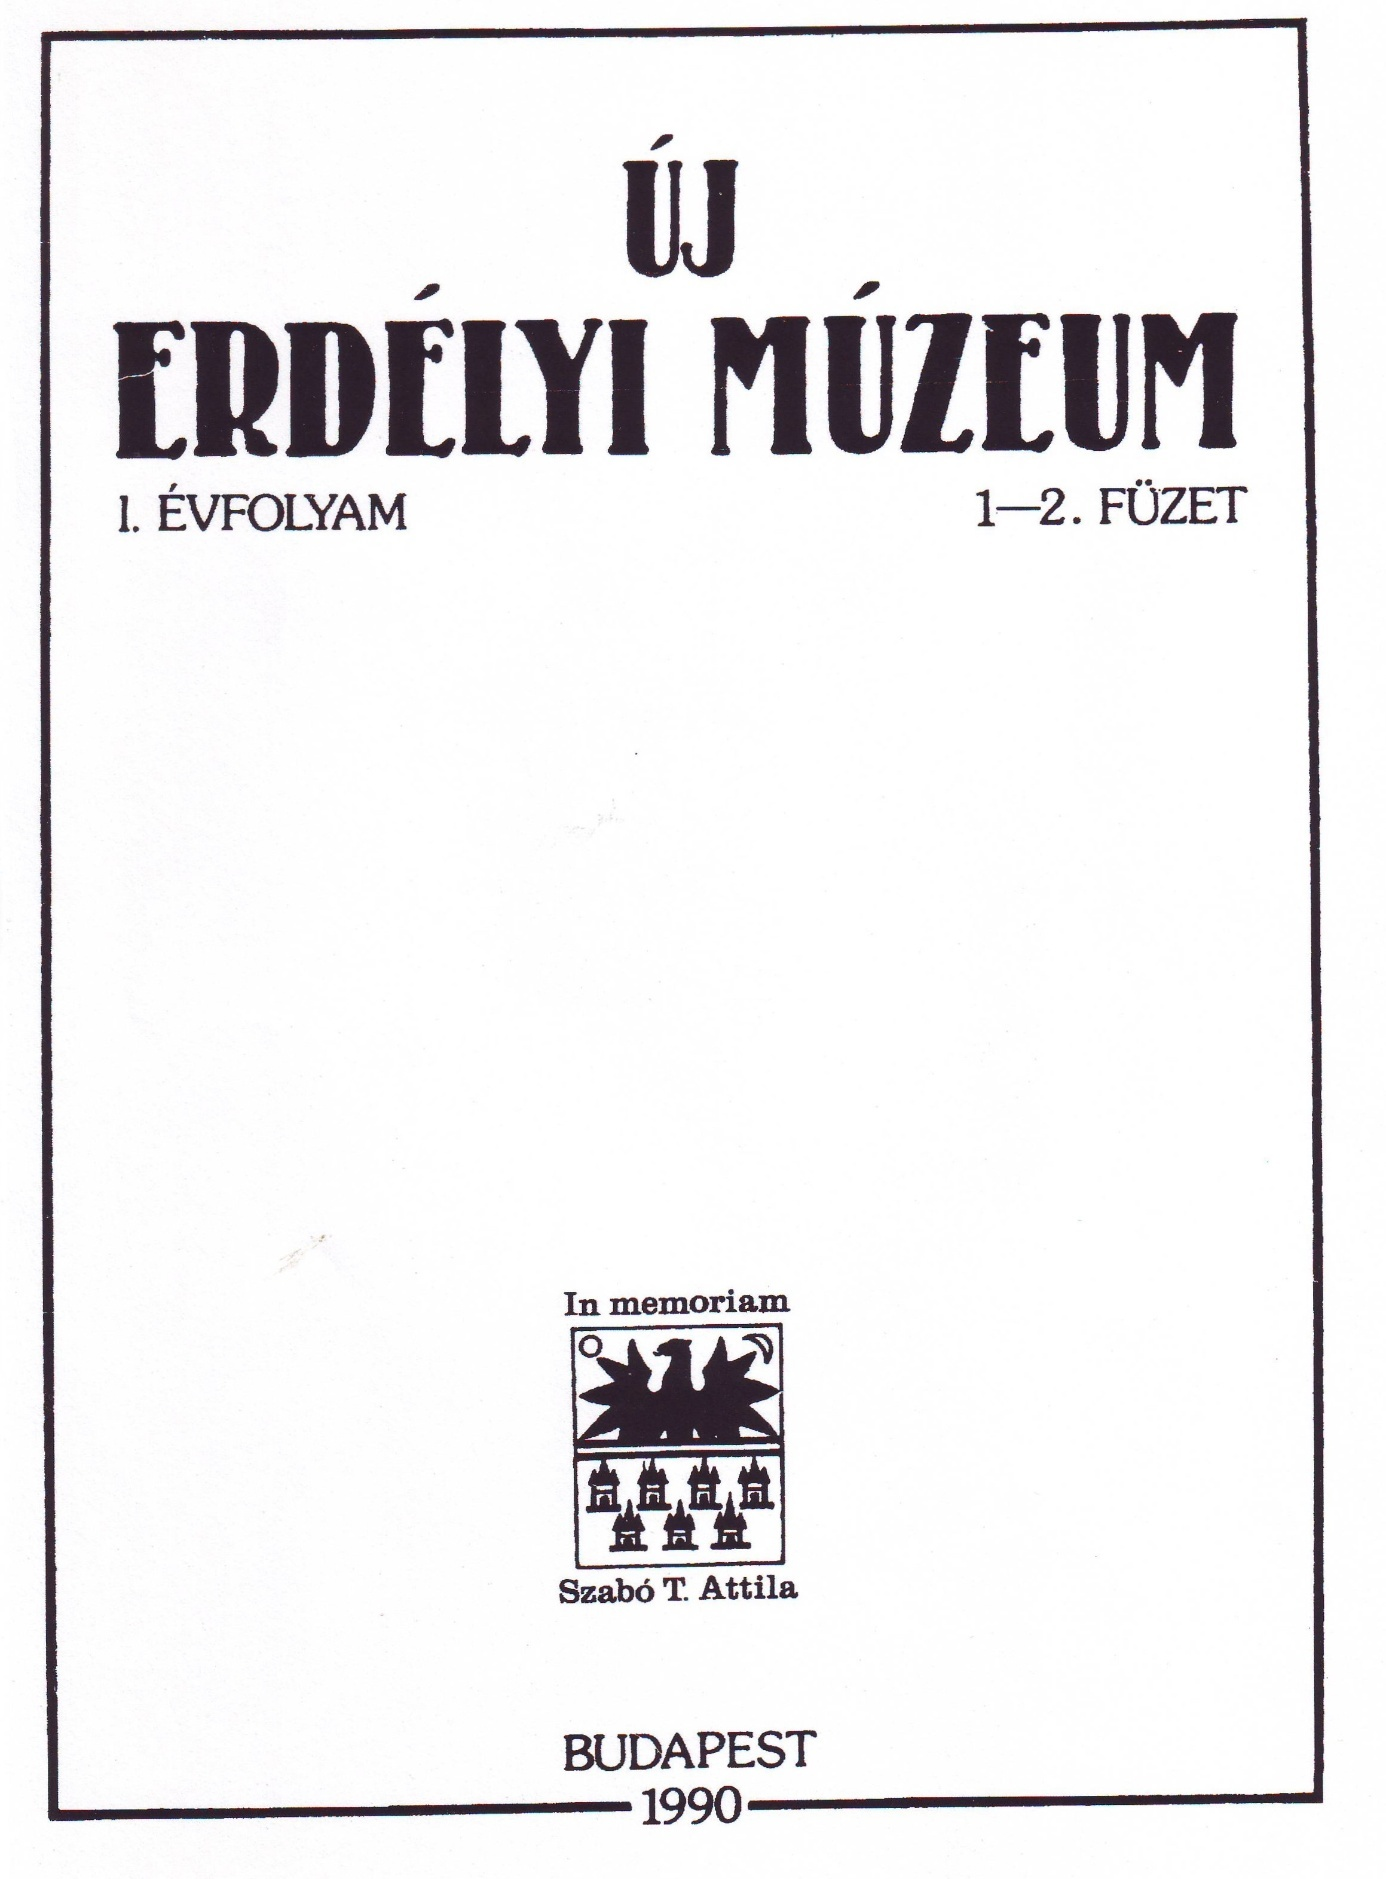 ÚJ
ERDÉLYI MÚZEUM
I. ÉVFOLYAM
1—2. FÜZET
In memoriam
Szabó T. Attila
BUDAPEST
1990